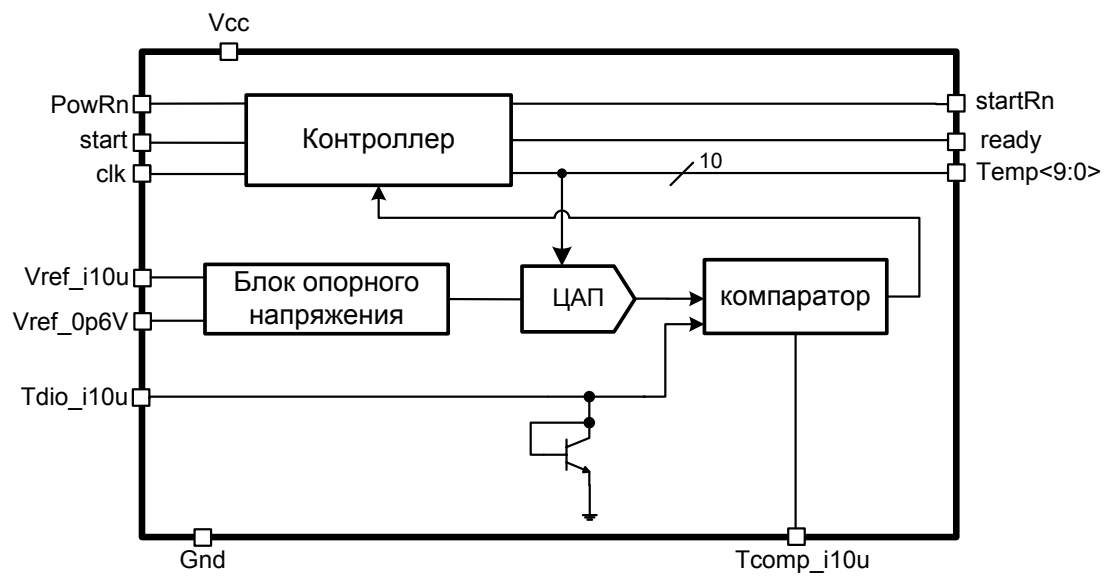 Vcc
PowRn
start
clk
Контроллер
startRn
ready
10
Temp<9:0>
Vref_i10u
Vref_0p6V
Блок опорного
напряжения
ЦАП
компаратор
Tdio_i10u
Gnd
Tcomp_i10u